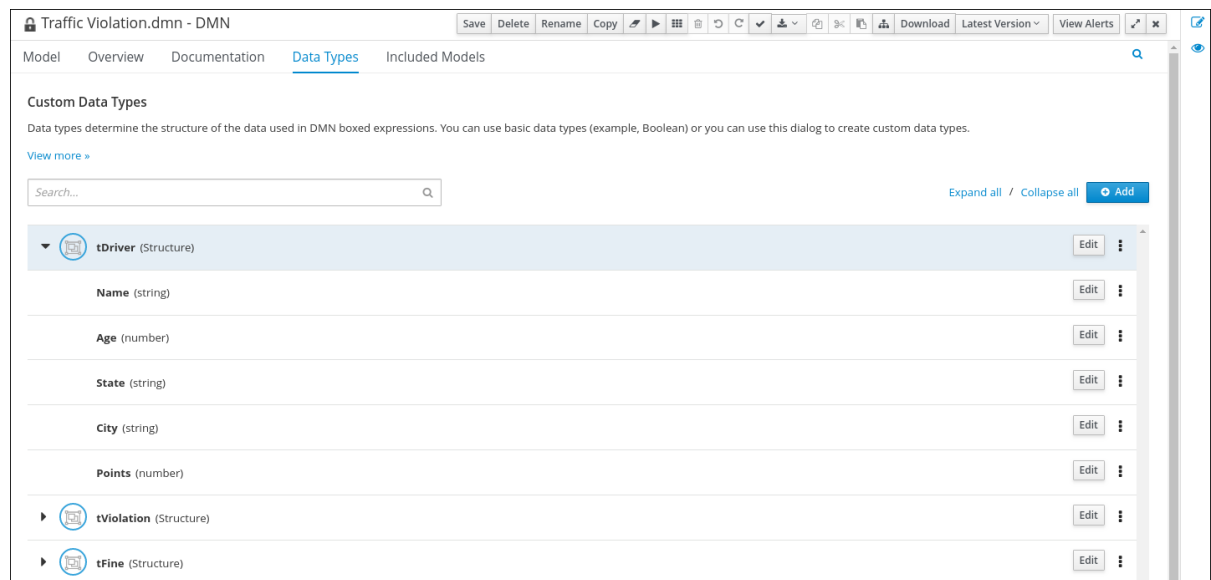 Traffic Violation.dmn - DMN Save Delete Rename Copy Download Latest Version View Alerts
Model Overview Documentation Data Types Included Models
Custom Data Types
Data types determine the structure of the data used in DMN boxed expressions. You can use basic data types (example, Boolean) or you can use this dialog to create custom data types.
View more »
Search... Expand all / Collapse all Add
tDriver (Structure) Edit
Name (string) Edit
Age (number) Edit
State (string) Edit
City (string) Edit
Points (number) Edit
tViolation (Structure) Edit
tFine (Structure) Edit